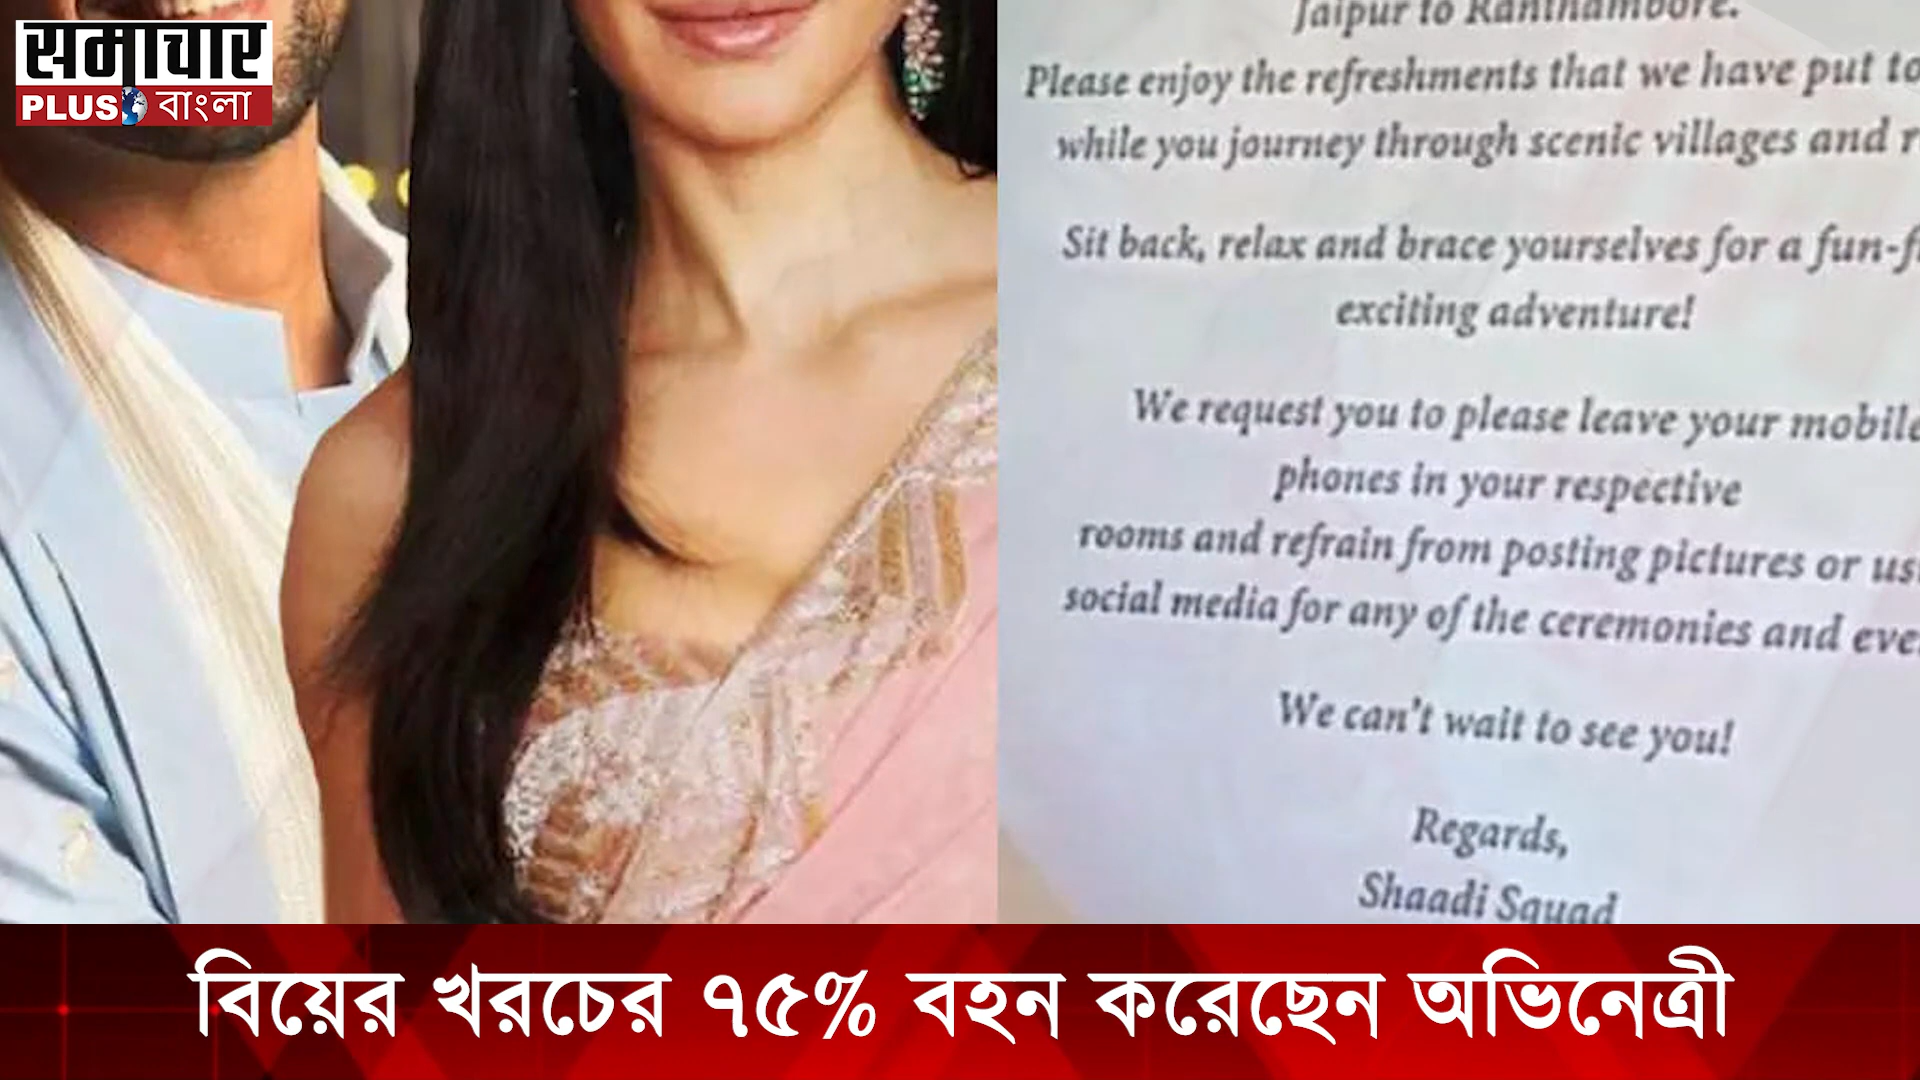 समाचार
PLUS বাংলা
Jaipur to Ranthambore.
Please enjoy the refreshments that we have put
while you journey through scenic villages and
Sit back, relax and brace yourselves for a
exciting adventure!
We request you to please leave your mobile
phones in your respective
rooms and refrain from posting pictures or
social media for any of the ceremonies and
We can't wait to see you!
Regards,
Shaadi Squad
বিয়ের খরচের ৭৫% বহন করেছেন অভিনেত্রী